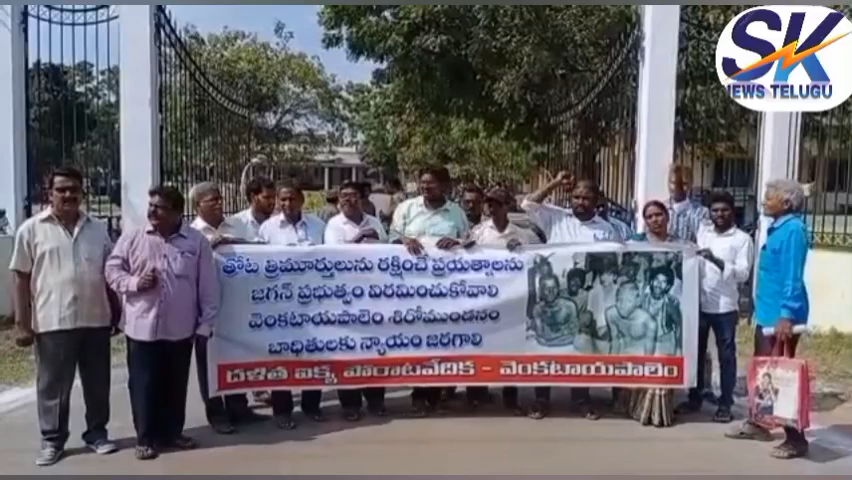 SK
NEWS TELUGU
తోట త్రిమూర్తులును రక్షించే ప్రయత్నాలను
జగన్ ప్రభుత్వం విరమించుకోవాలి
వెంకటాయపాలెం శిరోముండనం
బాధితులకు న్యాయం జరగాలి
దళిత ఐక్య పోరాటవేదిక - వెంకటాయపాలెం